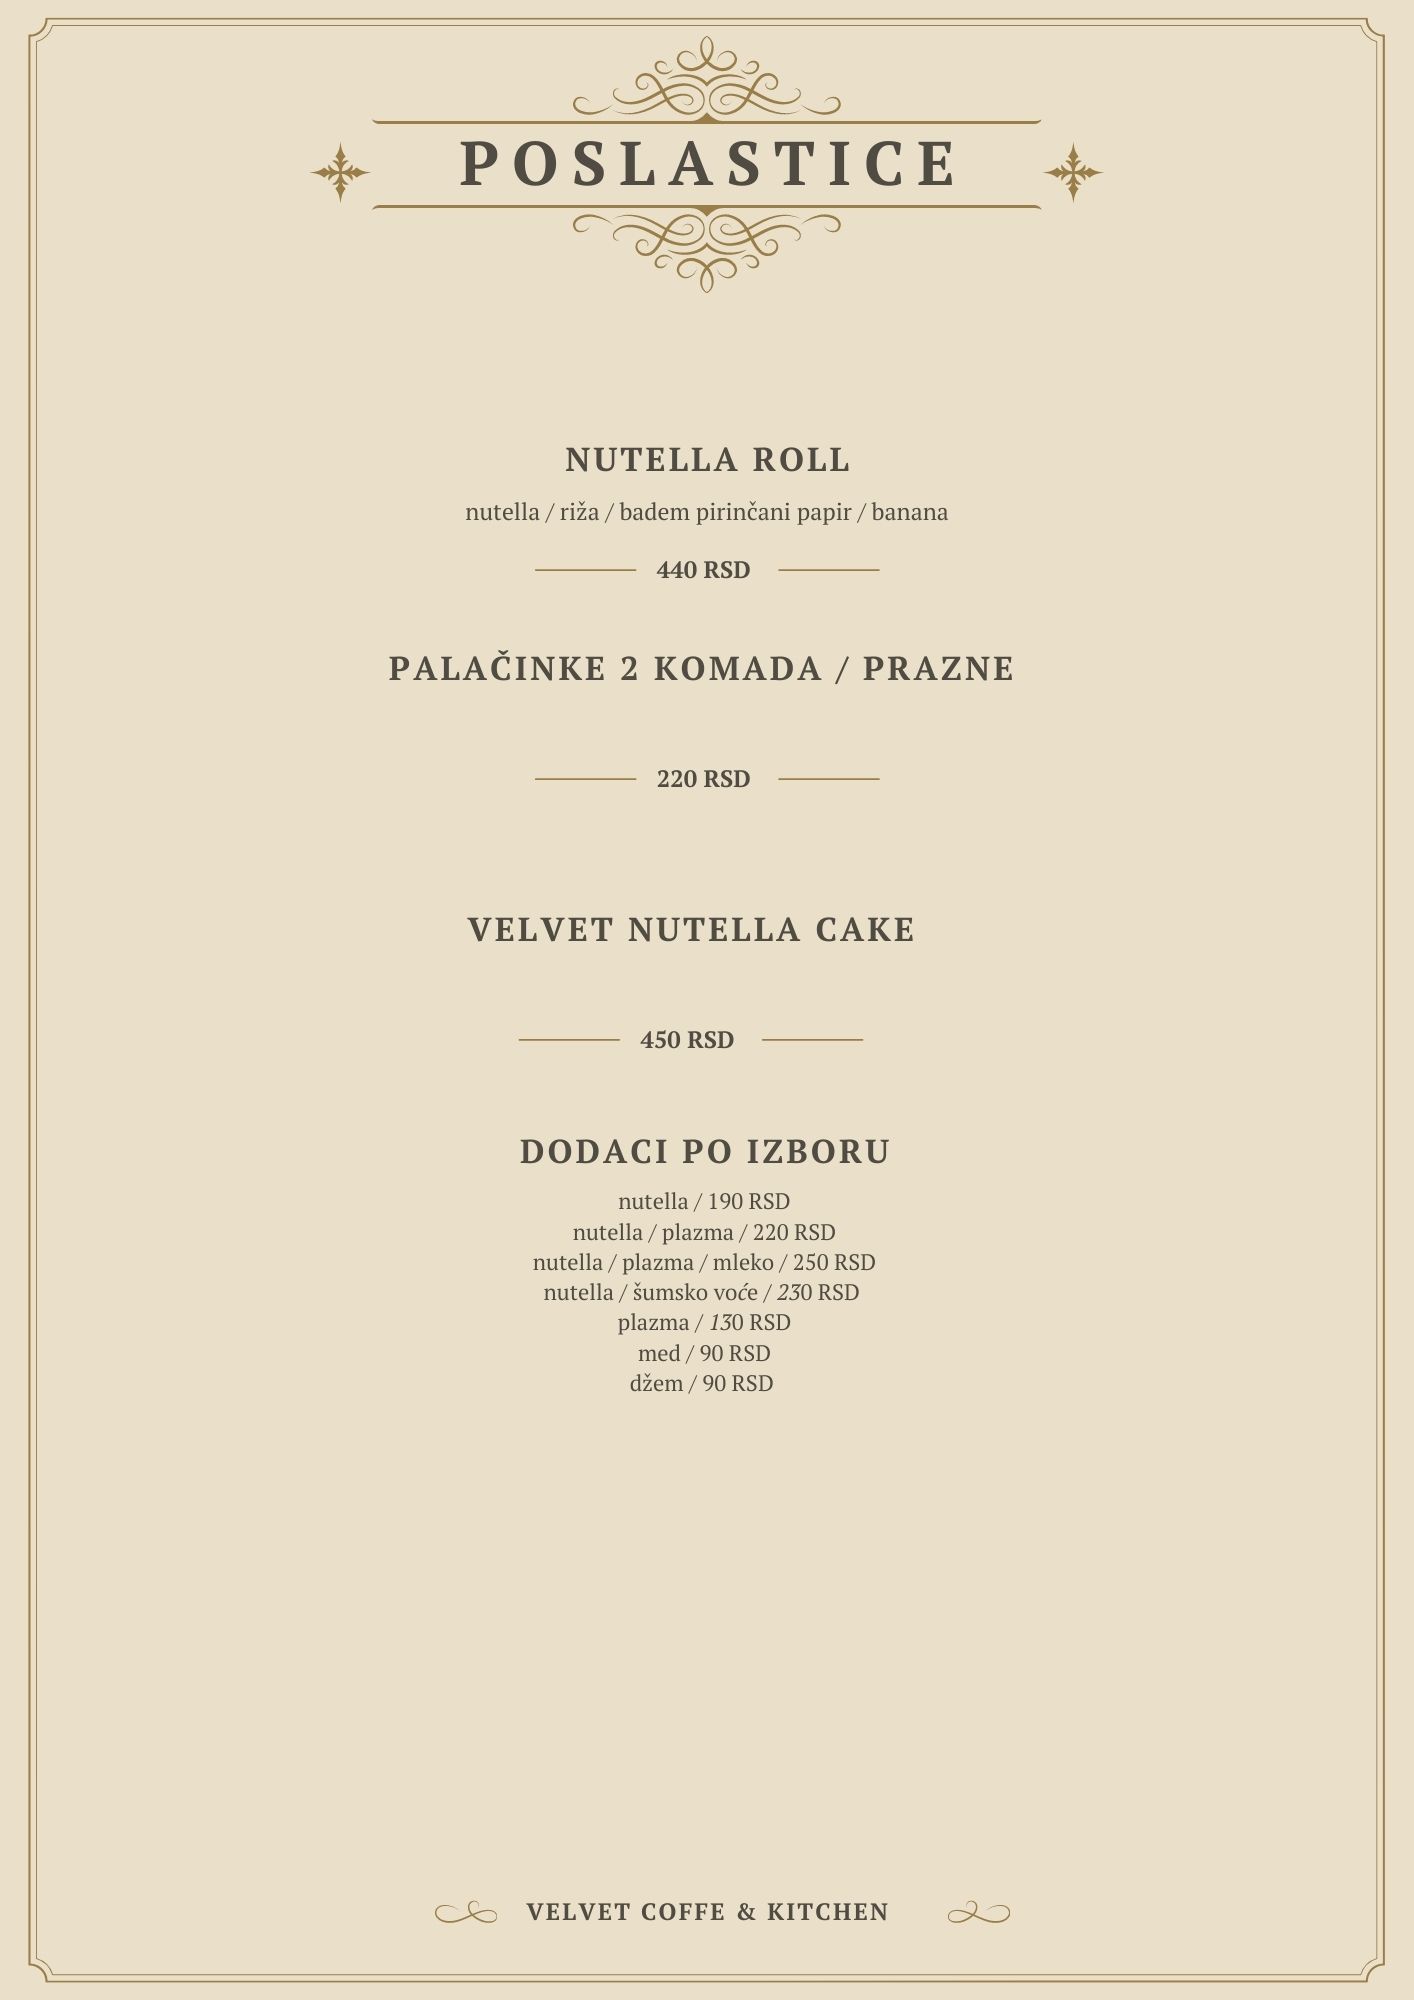 POSLASTICE
NUTELLA ROLL
nutella / riža / badem pirinčani papir / banana
440 RSD
PALAČINKE 2 KOMADA / PRAZNE
220 RSD
VELVET NUTELLA CAKE
450 RSD
DODACI PO IZBORU
nutella / 190 RSD
nutella / plazma / 220 RSD
nutella / plazma / mleko / 250 RSD
nutella / šumsko voće / 230 RSD
plazma / 130 RSD
med / 90 RSD
džem / 90 RSD
VELVET COFFE & KITCHEN